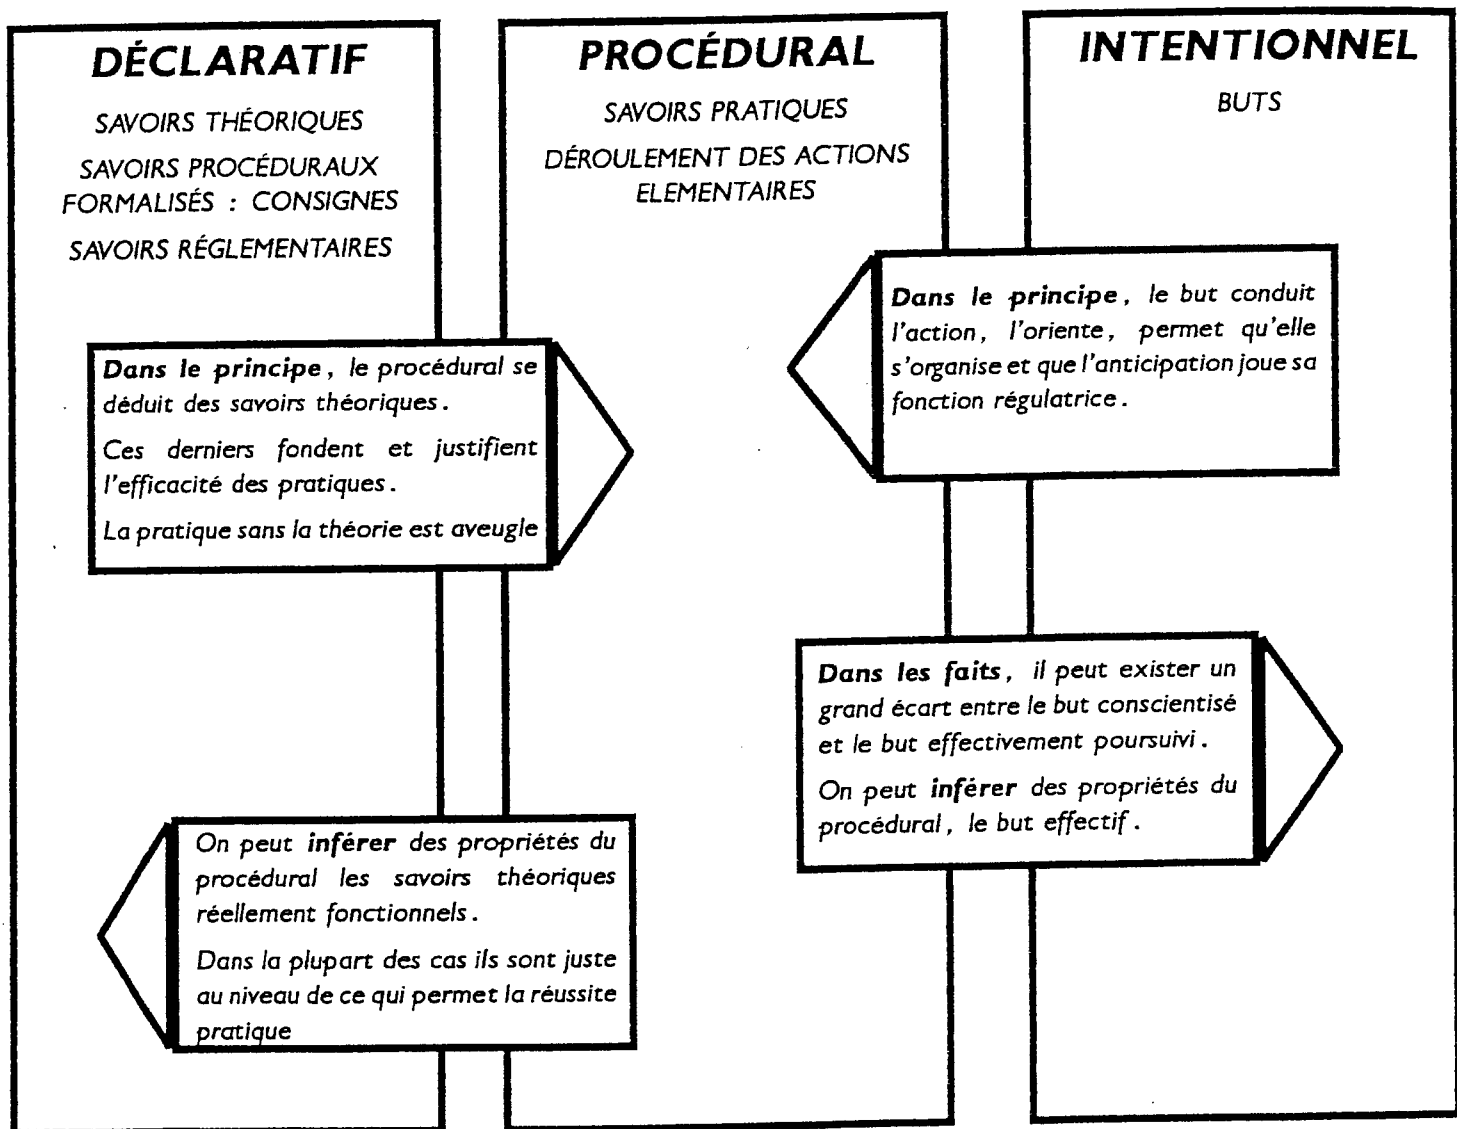 DÉCLARATIF
SAVOIRS THÉORIQUES
SAVOIRS PROCÉDURAUX
FORMALISÉS : CONSIGNES
SAVOIRS RÉGLEMENTAIRES
PROCÉDURAL
SAVOIRS PRATIQUES
DÉROULEMENT DES ACTIONS
ELEMENTAIRES
INTENTIONNEL
BUTS
Dans le principe, le procédural se
déduit des savoirs théoriques.
Ces derniers fondent et justifient
l'efficacité des pratiques.
La pratique sans la théorie est aveugle
Dans le principe, le but conduit
l'action, l'oriente, permet qu'elle
s'organise et que l'anticipation joue sa
fonction régulatrice.
Dans les faits, il peut exister un
grand écart entre le but conscientisé
et le but effectivement poursuivi.
On peut inférer des propriétés du
procédural, le but effectif.
On peut inférer des propriétés du
procédural les savoirs théoriques
réellement fonctionnels.
Dans la plupart des cas ils sont juste
au niveau de ce qui permet la réussite
pratique